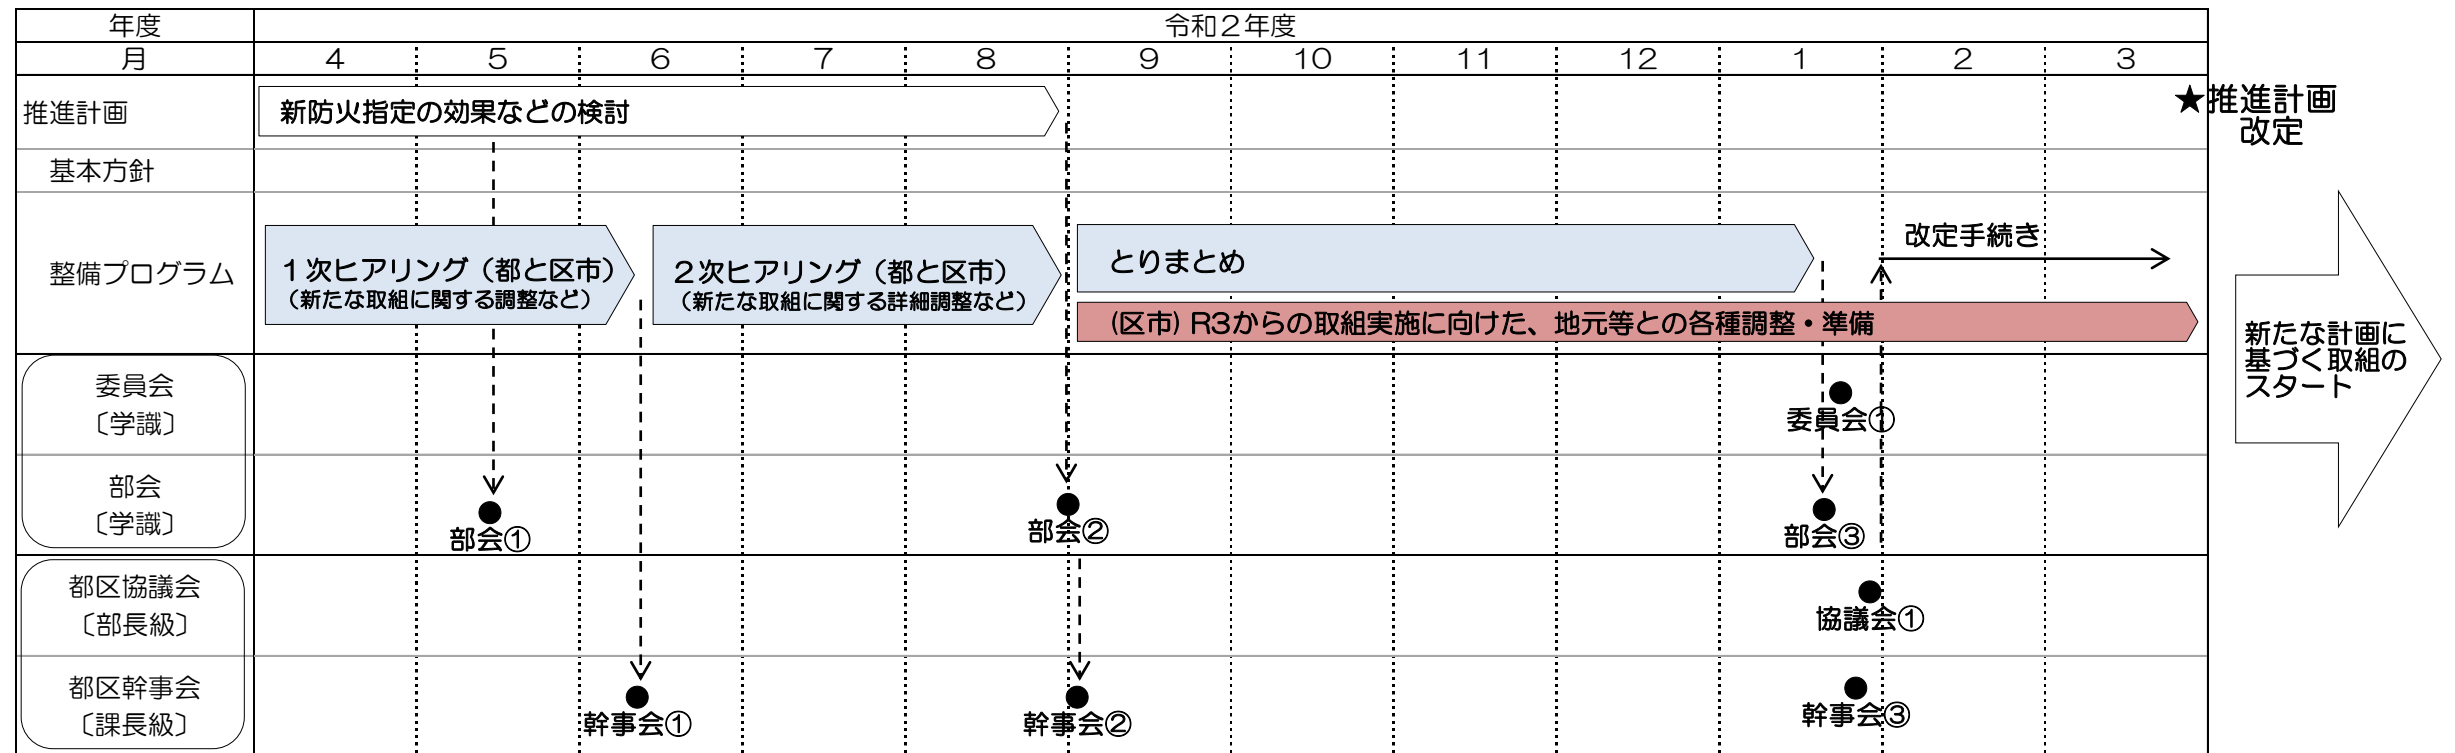 年度
令和2年度
月
4
5
6
7
8
9
10
11
12
1
2
3
推進計画
新防火指定の効果などの検討
★推進計画
改定
基本方針
整備プログラム
1次ヒアリング（都と区市）
（新たな取組に関する調整など）
2次ヒアリング（都と区市）
（新たな取組に関する詳細調整など）
とりまとめ
改定手続き
(区市) R3からの取組実施に向けた、地元等との各種調整・準備
新たな計画に
基づく取組の
スタート
委員会
〔学識〕
委員会①
部会
〔学識〕
部会①
部会②
部会③
都区協議会
〔部長級〕
協議会①
都区幹事会
〔課長級〕
幹事会①
幹事会②
幹事会③